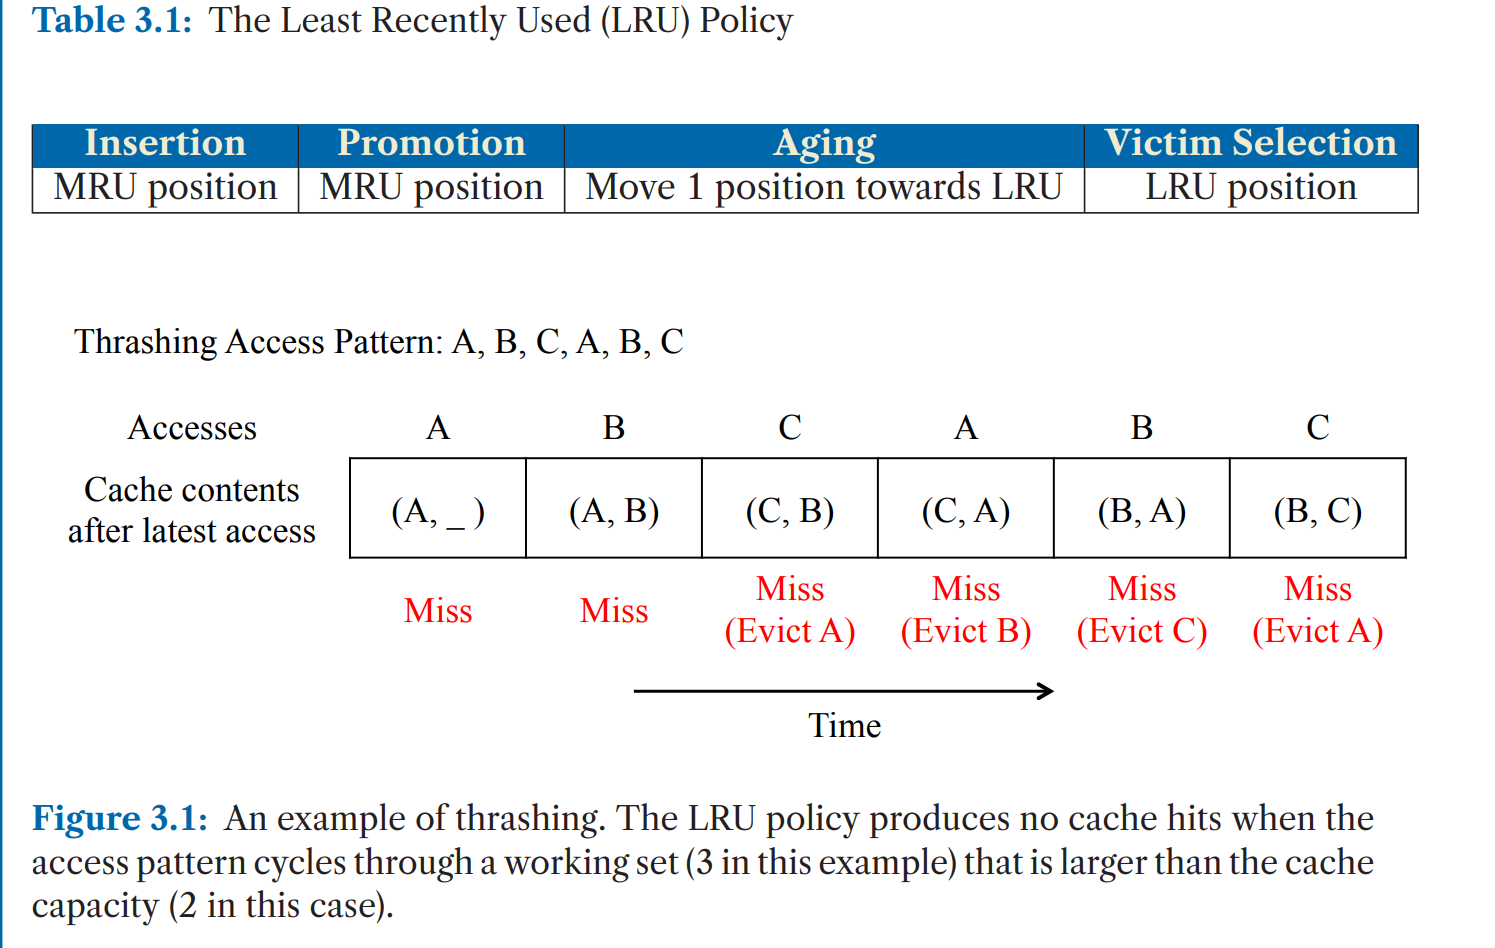 Table 3.1: The Least Recently Used (LRU) Policy
Insertion Promotion Aging Victim Selection
MRU position MRU position Move 1 position towards LRU LRU position
Thrashing Access Pattern: A, B, C, A, B, C
Accesses A B C A B C
Cache contents
after latest access
(A, _ ) (A, B) (C, B) (C, A) (B, A) (B, C)
Miss Miss Miss Miss Miss Miss
(Evict A) (Evict B) (Evict C) (Evict A)
Time
Figure 3.1: An example of thrashing. The LRU policy produces no cache hits when the
access pattern cycles through a working set (3 in this example) that is larger than the cache
capacity (2 in this case).